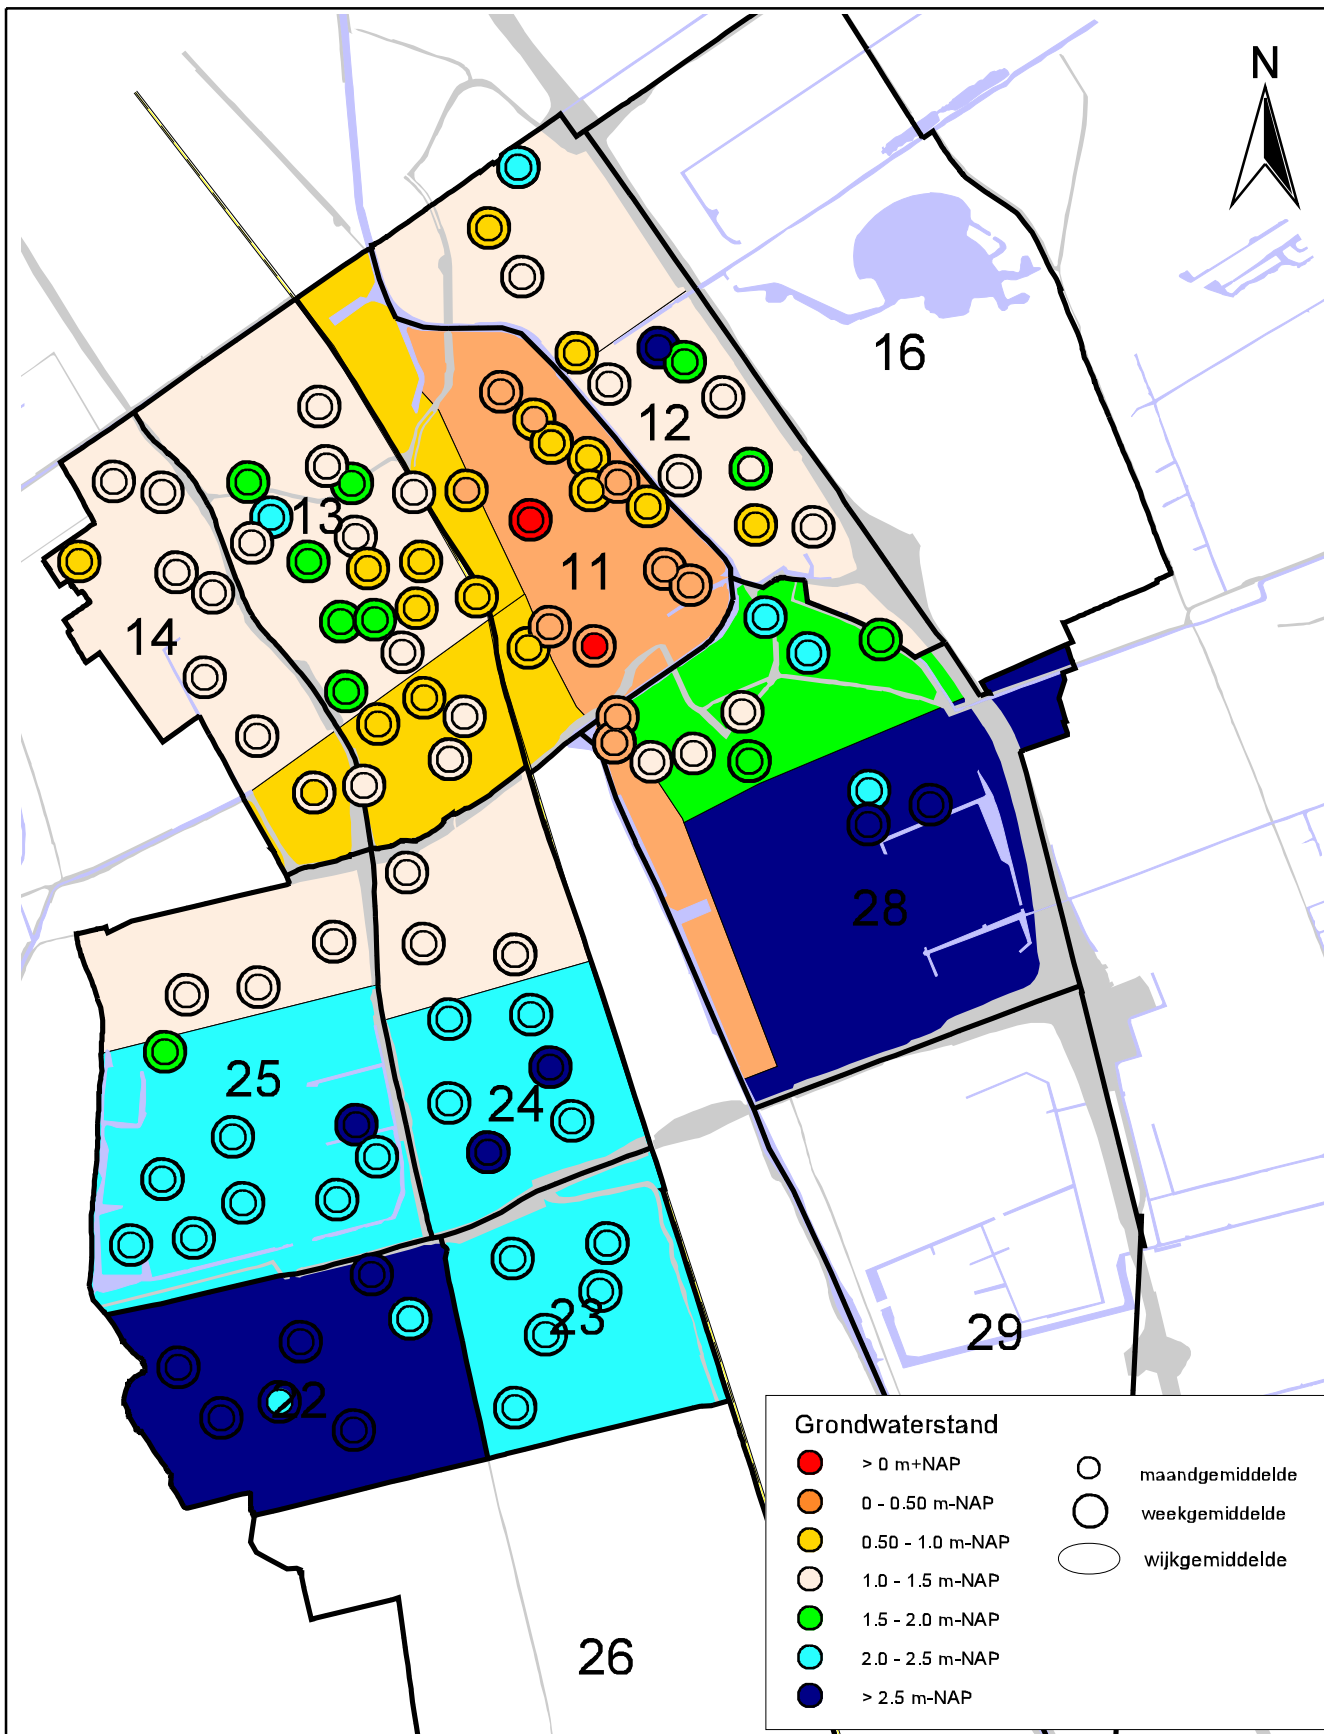 N
16
12
13
11
14
28
25
24
23
22
29
26
Grondwaterstand
> 0 m+NAP
0 - 0.50 m-NAP
0.50 - 1.0 m-NAP
1.0 - 1.5 m-NAP
1.5 - 2.0 m-NAP
2.0 - 2.5 m-NAP
> 2.5 m-NAP
maandgemiddelde
weekgemiddelde
wijkgemiddelde